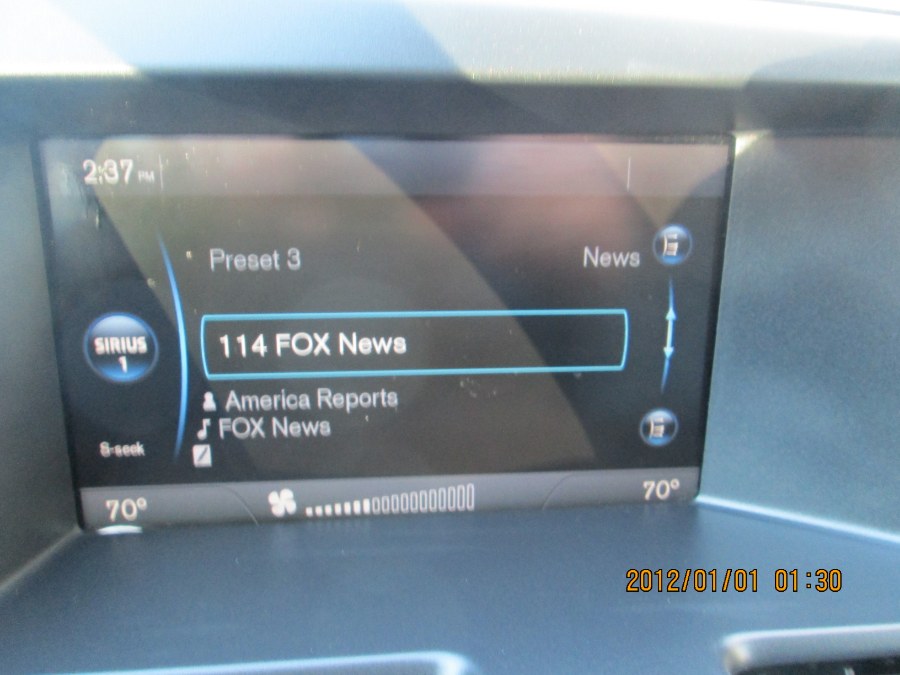 2:37 PM
Preset 3
News
SIRIUS
1
114 FOX News
America Reports
FOX News
S-seek
70°
70°
2012/01/01 01:30